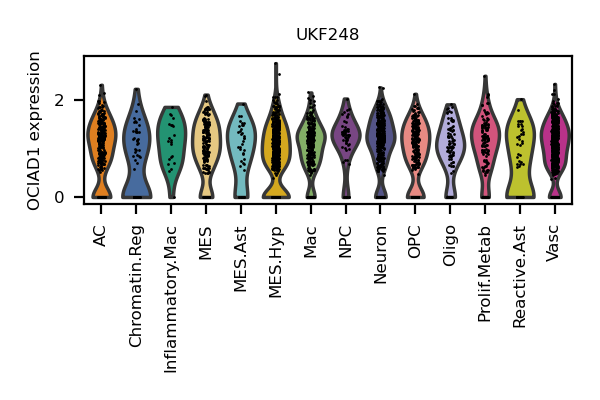 UKF248
OCIAD1 expression
2
0
AC
Chromatin.Reg
Inflammatory.Mac
MES
MES.Ast
MES.Hyp
Mac
NPC
Neuron
OPC
Oligo
Prolif.Metab
Reactive.Ast
Vasc